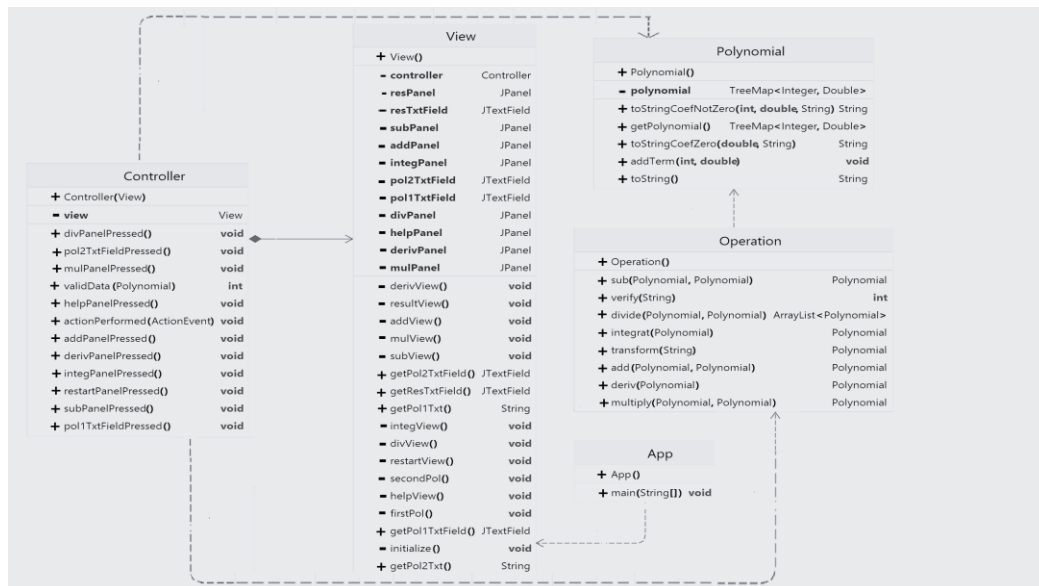 View
+ View()
- controller Controller
- resPanel JPanel
- resTxtField JTextField
- subPanel JPanel
- addPanel JPanel
- integPanel JPanel
- pol2TxtField JTextField
- pol1TxtField JTextField
- divPanel JPanel
- helpPanel JPanel
- derivPanel JPanel
- mulPanel JPanel
- derivView() void
- resultView() void
- addView() void
- mulView() void
- subView() void
+ getPol2TxtField() JTextField
+ getResTxtField() JTextField
+ getPol1Txt() String
- integView() void
- divView() void
- restartView() void
- secondPol() void
- helpView() void
- firstPol() void
+ getPol1TxtField() JTextField
- initialize() void
+ getPol2Txt() String
Polynomial
+ Polynomial()
- polynomial TreeMap<Integer, Double>
+ toStringCoefNotZero(int, double, String) String
+ getPolynomial() TreeMap<Integer, Double>
+ toStringCoefZero(double, String) String
+ addTerm(int, double) void
+ toString() String
Controller
+ Controller(View)
- view View
+ divPanelPressed() void
+ pol2TxtFieldPressed() void
+ mulPanelPressed() void
+ validData (Polynomial) int
+ helpPanelPressed() void
+ actionPerformed(ActionEvent) void
+ addPanelPressed() void
+ derivPanelPressed() void
+ integPanelPressed() void
+ restartPanelPressed() void
+ subPanelPressed() void
+ pol1TxtFieldPressed() void
Operation
+ Operation()
+ sub(Polynomial, Polynomial) Polynomial
+ verify(String) int
+ divide(Polynomial, Polynomial) ArrayList<Polynomial>
+ integrat(Polynomial) Polynomial
+ transform(String) Polynomial
+ add (Polynomial, Polynomial) Polynomial
+ deriv(Polynomial) Polynomial
+ multiply(Polynomial, Polynomial) Polynomial
App
+ App()
+ main(String[]) void